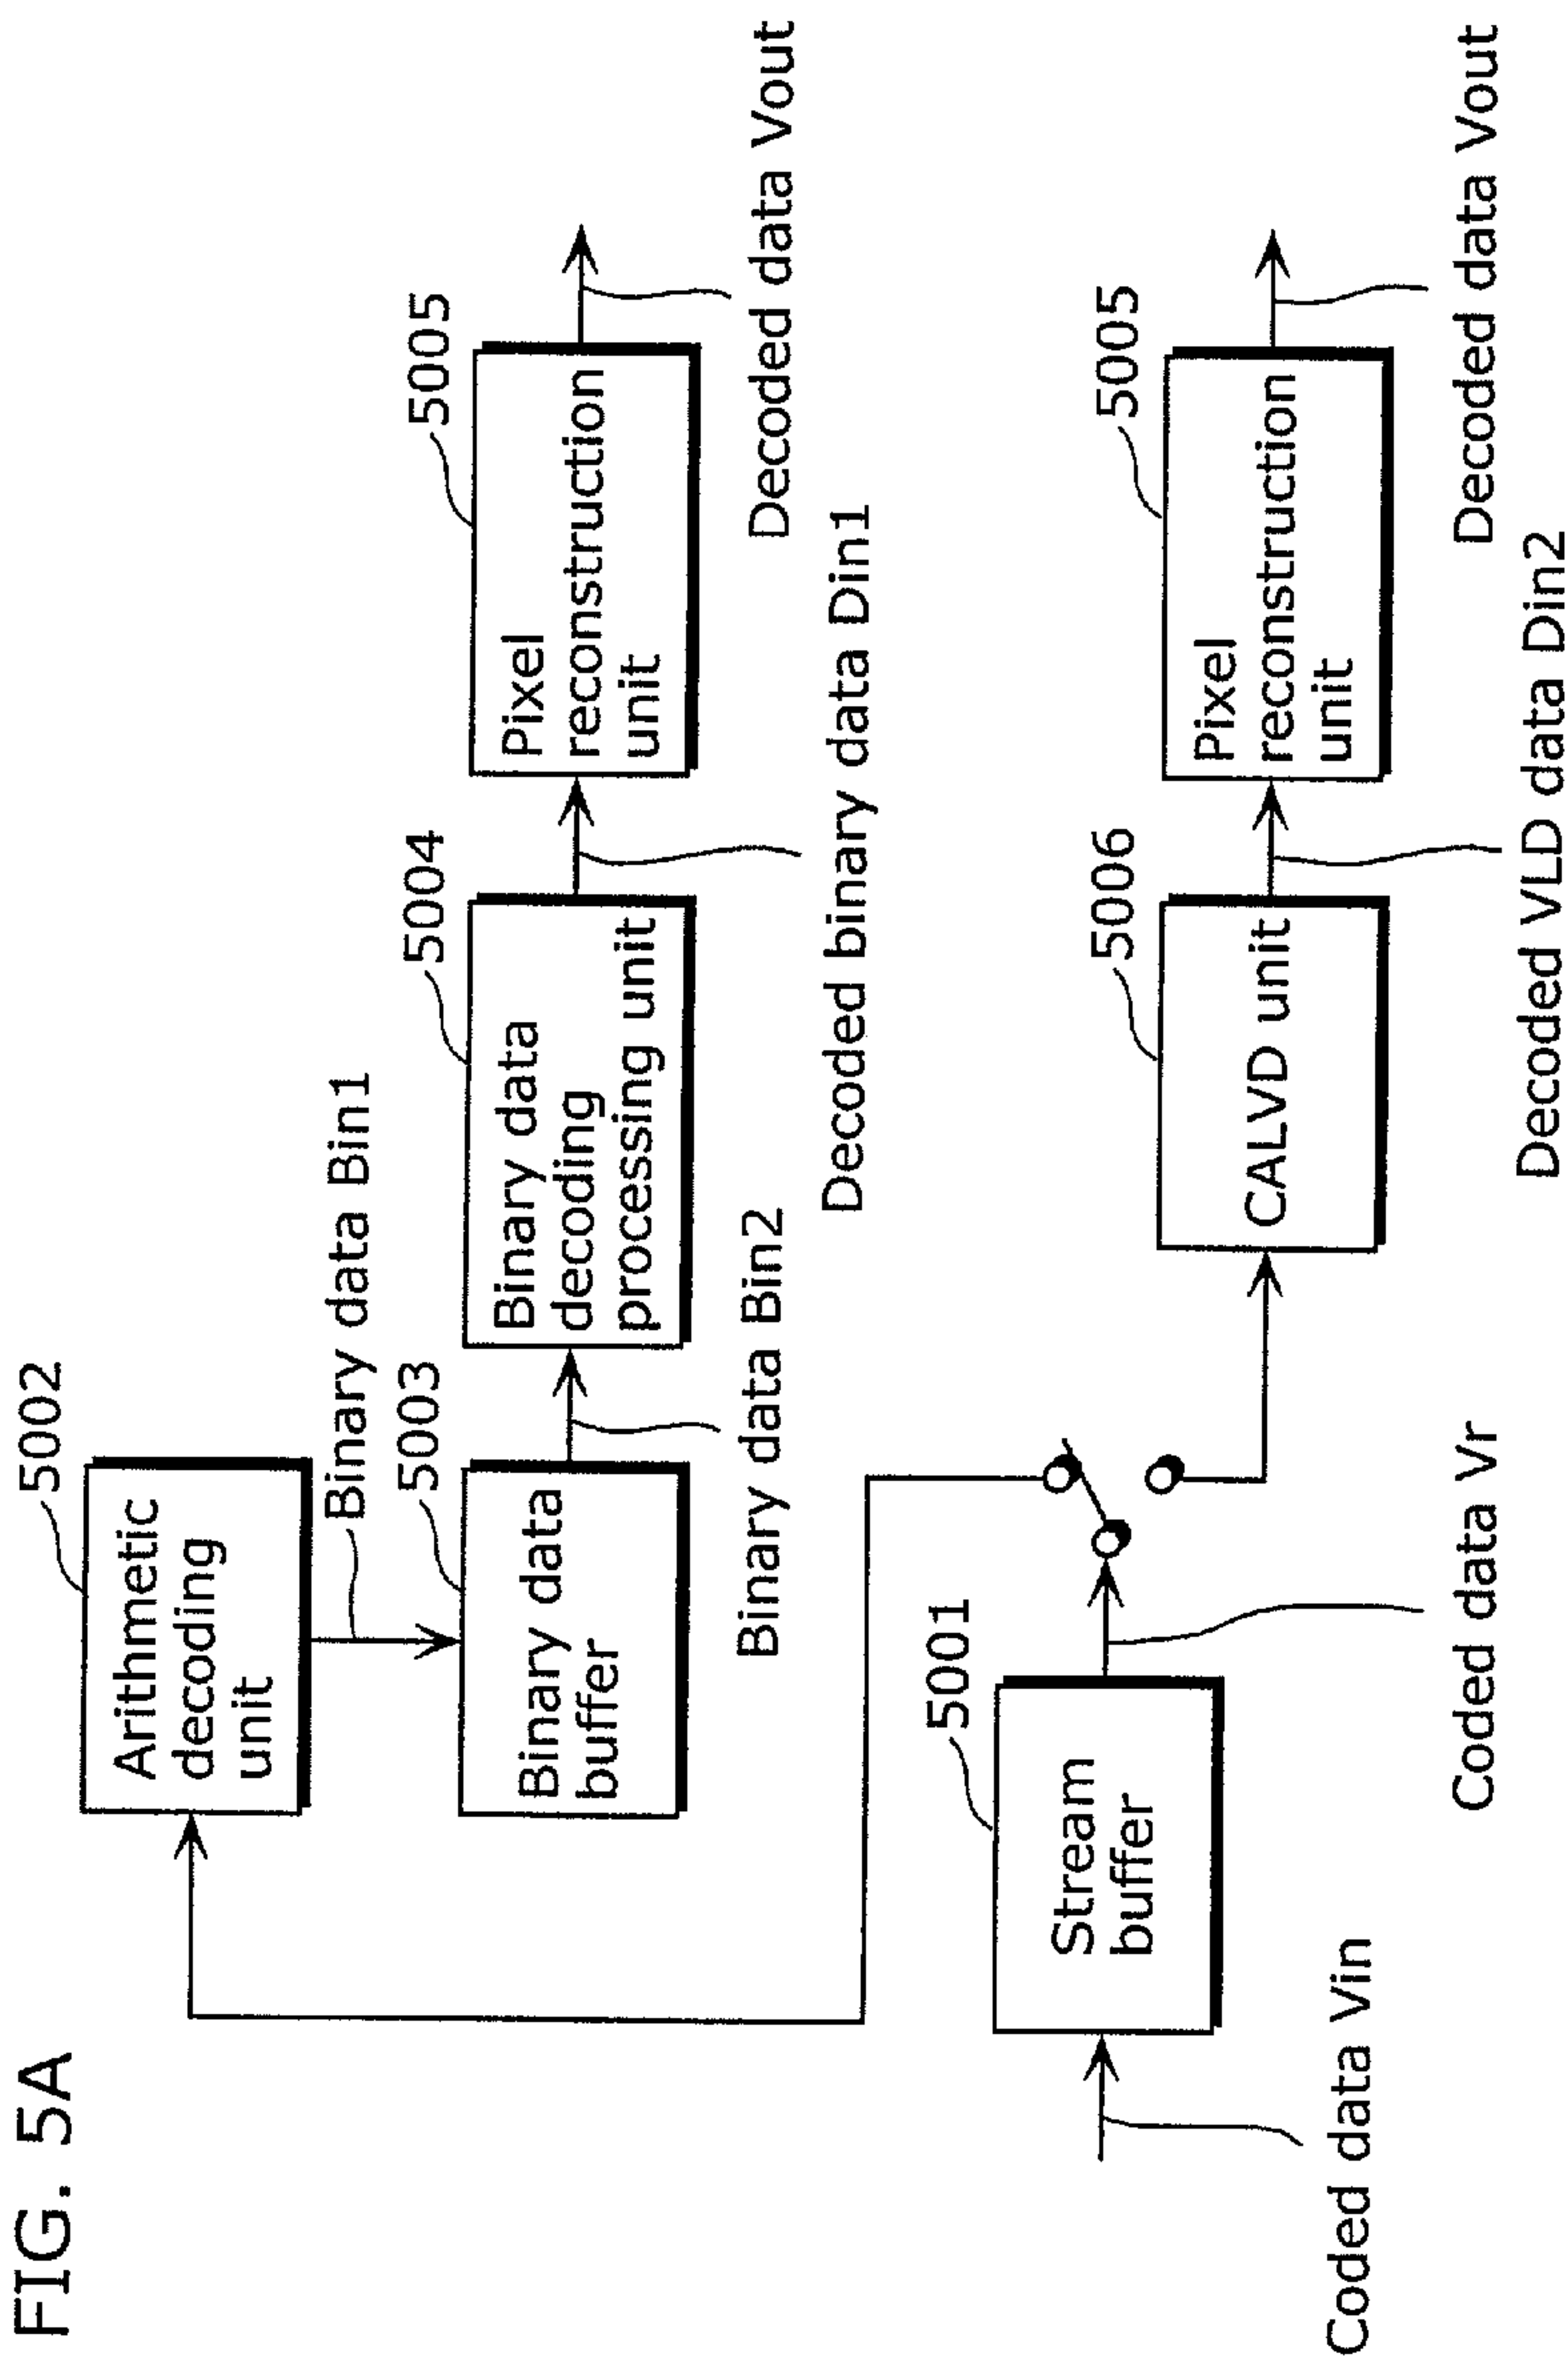 FIG. 5A
5002
Arithmetic
decoding
unit
Binary data Bin1
5003
Binary data
buffer
Binary data Bin2
5004
Binary data
decoding
processing unit
Decoded binary data Din1
5005
Pixel
reconstruction
unit
Decoded data Vout
Coded data Vin
5001
Stream
buffer
Coded data Vr
5006
CALVD unit
Decoded VLD data Din2
5005
Pixel
reconstruction
unit
Decoded data Vout